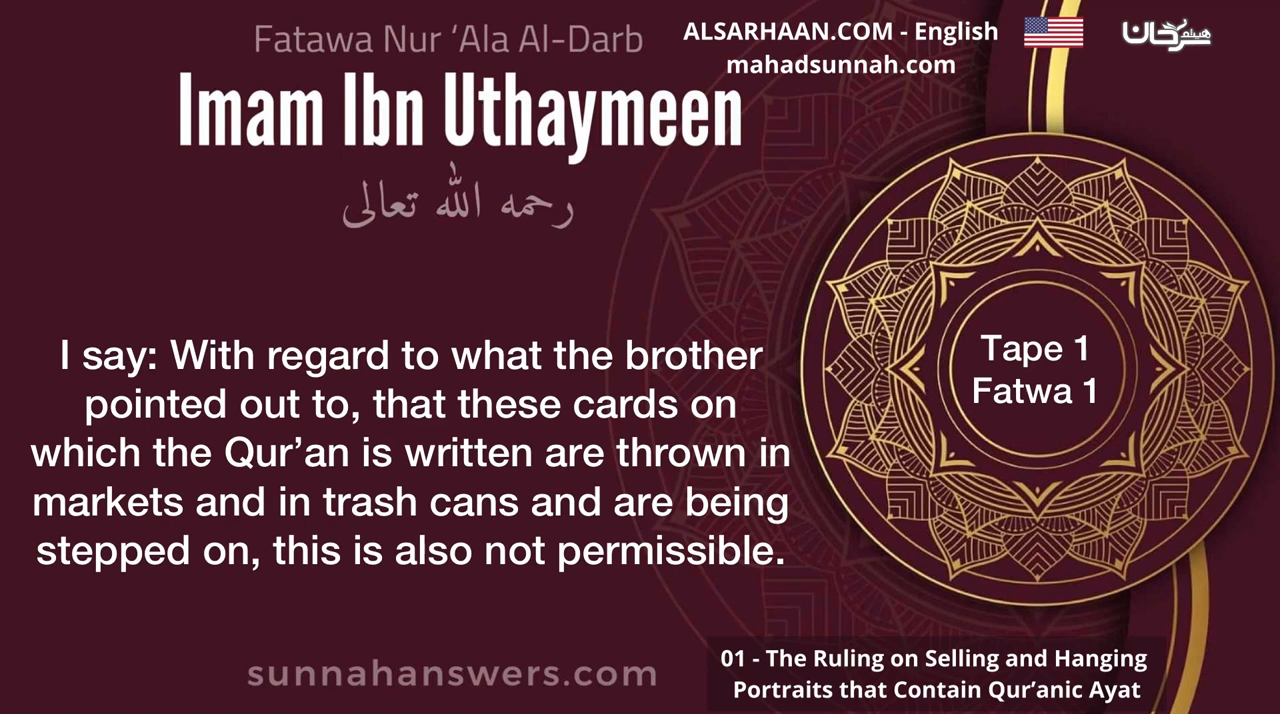 Fatawa Nur ‘Ala Al-Darb
Imam Ibn Uthaymeen
رحمه الله تعالى
ALSARHAAN.COM - English
mahadsunnah.com
هيثم سرحان
I say: With regard to what the brother
pointed out to, that these cards on
which the Qur’an is written are thrown in
markets and in trash cans and are being
stepped on, this is also not permissible.
Tape 1
Fatwa 1
sunnahanswers.com
01 - The Ruling on Selling and Hanging
Portraits that Contain Qur’anic Ayat